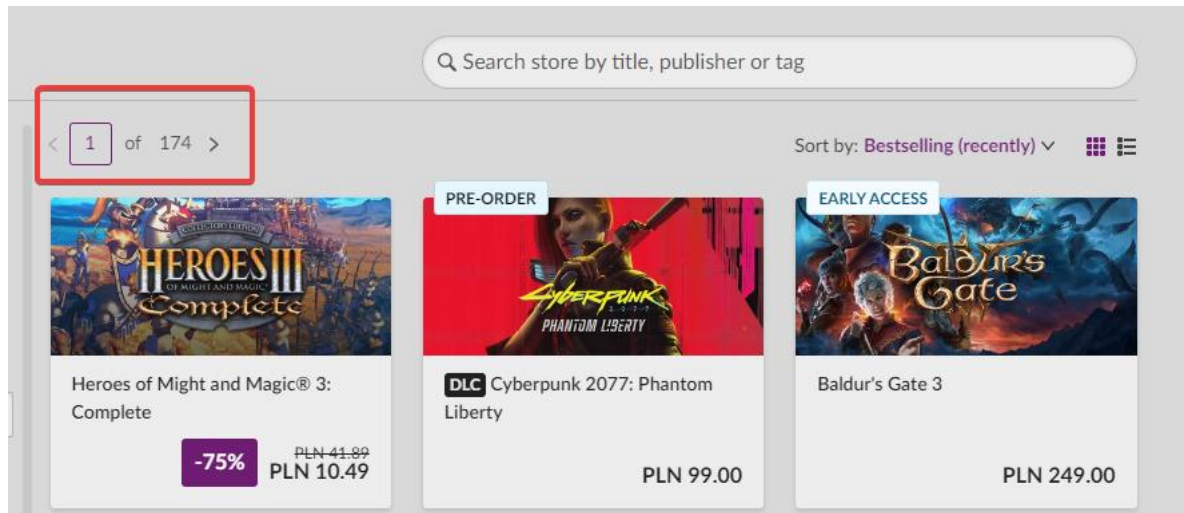 Search store by title, publisher or tag
1 of 174
Sort by: Bestselling (recently)
COLLECTOR EDITION
HEROES III
OF MIGHT AND MAGIC
Complete
Heroes of Might and Magic® 3:
Complete
-75%
PLN 41.89
PLN 10.49
PRE-ORDER
CYBERPUNK
2077
PHANTOM LIBERTY
DLC Cyberpunk 2077: Phantom
Liberty
PLN 99.00
EARLY ACCESS
Baldur's
Gate
Baldur's Gate 3
PLN 249.00